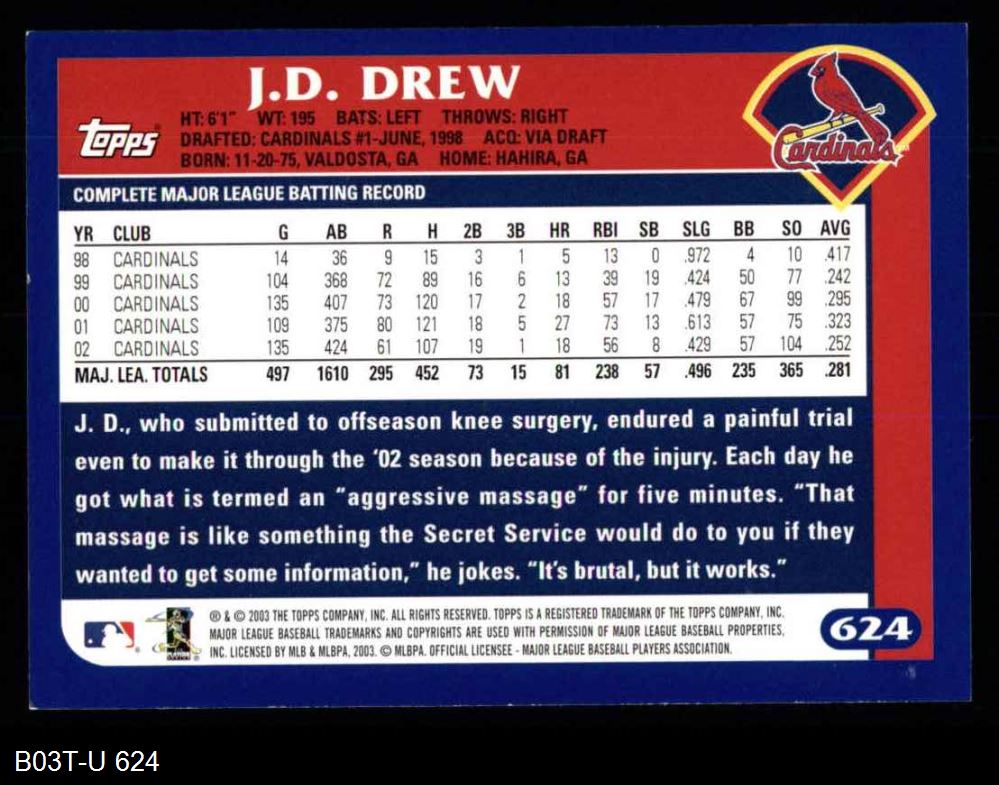 J.D. DREW
HT: 6'1" WT: 195 BATS: LEFT THROWS: RIGHT
DRAFTED: CARDINALS #1-JUNE, 1998 ACQ: VIA DRAFT
BORN: 11-20-75, VALDOSTA, GA HOME: HAHIRA, GA
Topps
Cardinals
COMPLETE MAJOR LEAGUE BATTING RECORD
YR CLUB G AB R H 2B 3B HR RBI SB SLG BB SO AVG
98 CARDINALS 14 36 9 15 3 1 5 13 0 .972 4 10 .417
99 CARDINALS 104 368 72 89 16 6 13 39 19 .424 50 77 .242
00 CARDINALS 135 407 73 120 17 2 18 57 17 .479 67 99 .295
01 CARDINALS 109 375 80 121 18 5 27 73 13 .613 57 75 .323
02 CARDINALS 135 424 61 107 19 1 18 56 8 .429 57 104 .252
MAJ. LEA. TOTALS 497 1610 295 452 73 15 81 238 57 .496 235 365 .281
J. D., who submitted to offseason knee surgery, endured a painful trial
even to make it through the '02 season because of the injury. Each day he
got what is termed an "aggressive massage" for five minutes. "That
massage is like something the Secret Service would do to you if they
wanted to get some information," he jokes. "It's brutal, but it works."
® & © 2003 THE TOPPS COMPANY, INC. ALL RIGHTS RESERVED. TOPPS IS A REGISTERED TRADEMARK OF THE TOPPS COMPANY, INC.
MAJOR LEAGUE BASEBALL TRADEMARKS AND COPYRIGHTS ARE USED WITH PERMISSION OF MAJOR LEAGUE BASEBALL PROPERTIES,
INC. LICENSED BY MLB & MLBPA, 2003. © MLBPA. OFFICIAL LICENSEE - MAJOR LEAGUE BASEBALL PLAYERS ASSOCIATION.
624
B03T-U 624